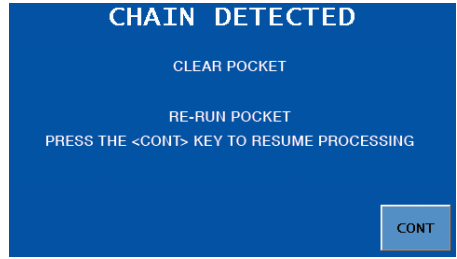 CHAIN DETECTED
CLEAR POCKET
RE-RUN POCKET
PRESS THE <CONT> KEY TO RESUME PROCESSING
CONT